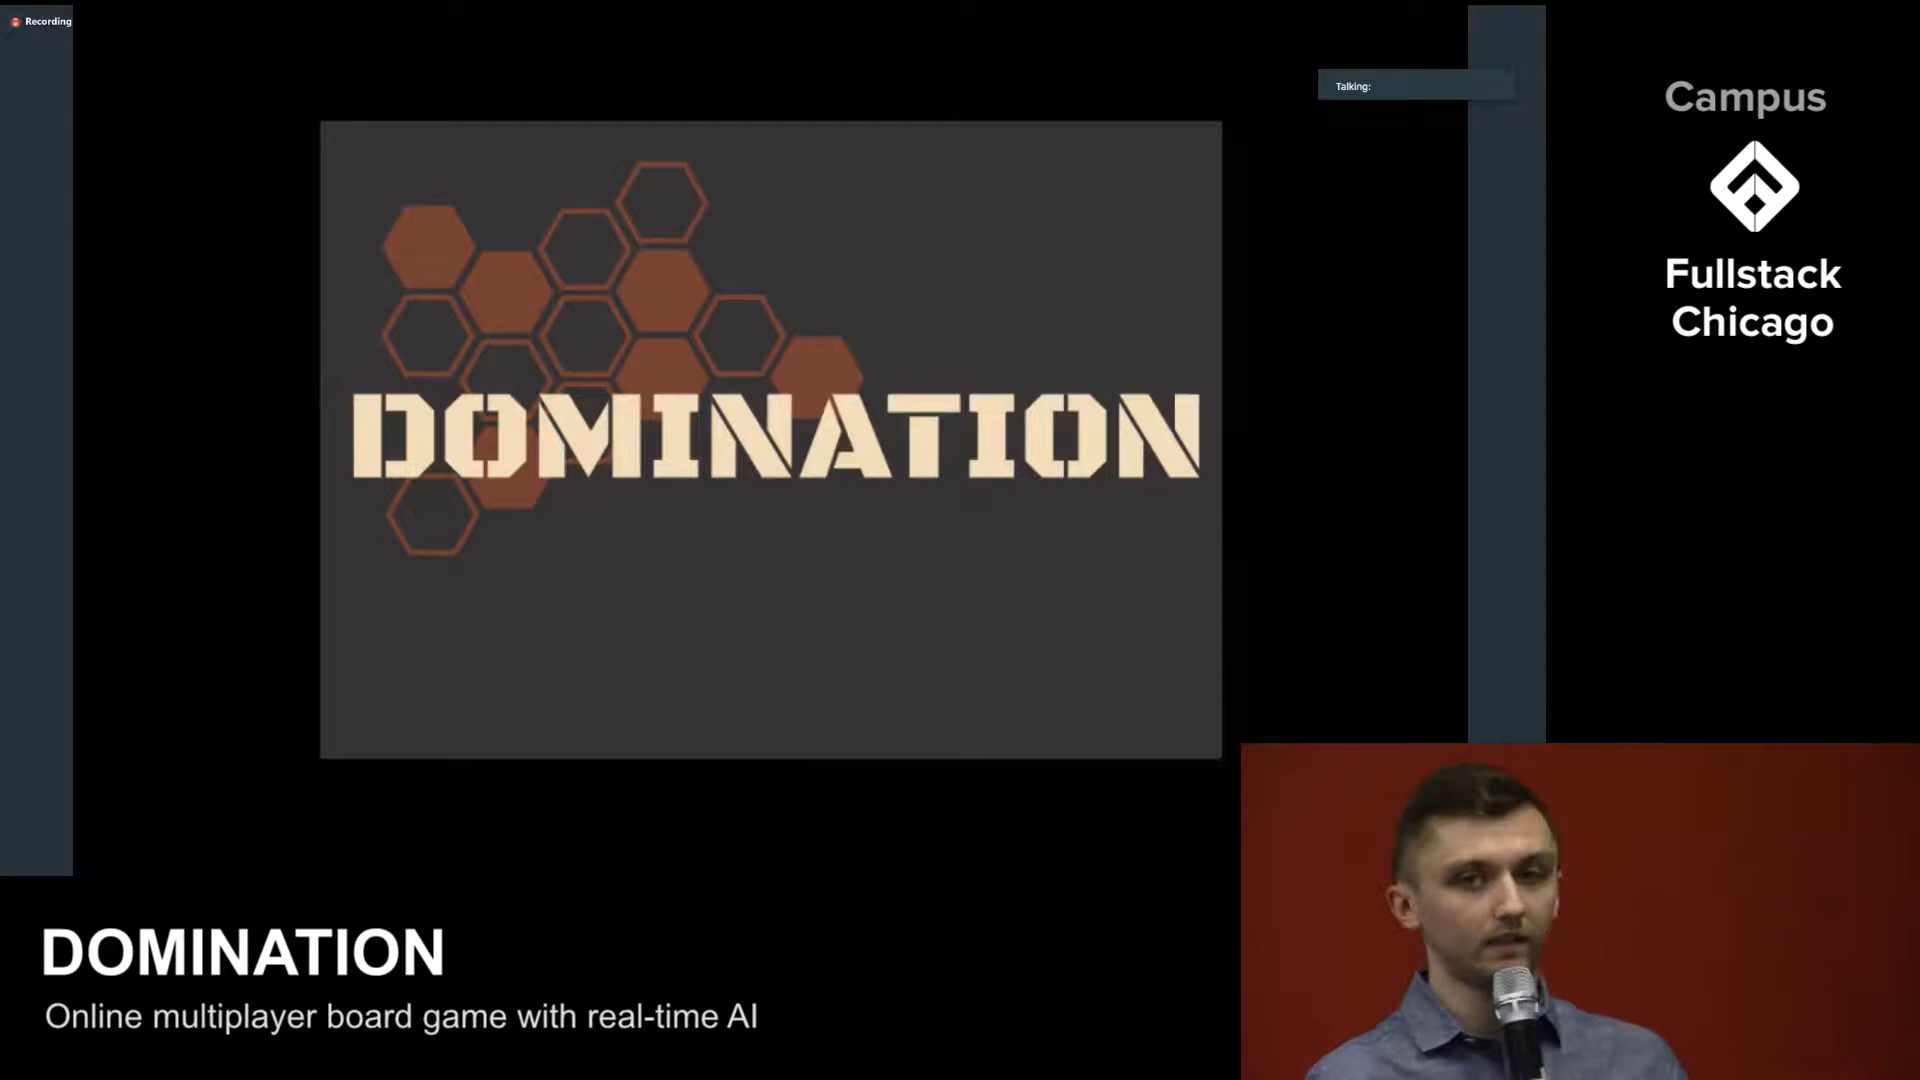 Recording
Talking:
Campus
Fullstack
Chicago
DOMINATION
DOMINATION
Online multiplayer board game with real-time AI